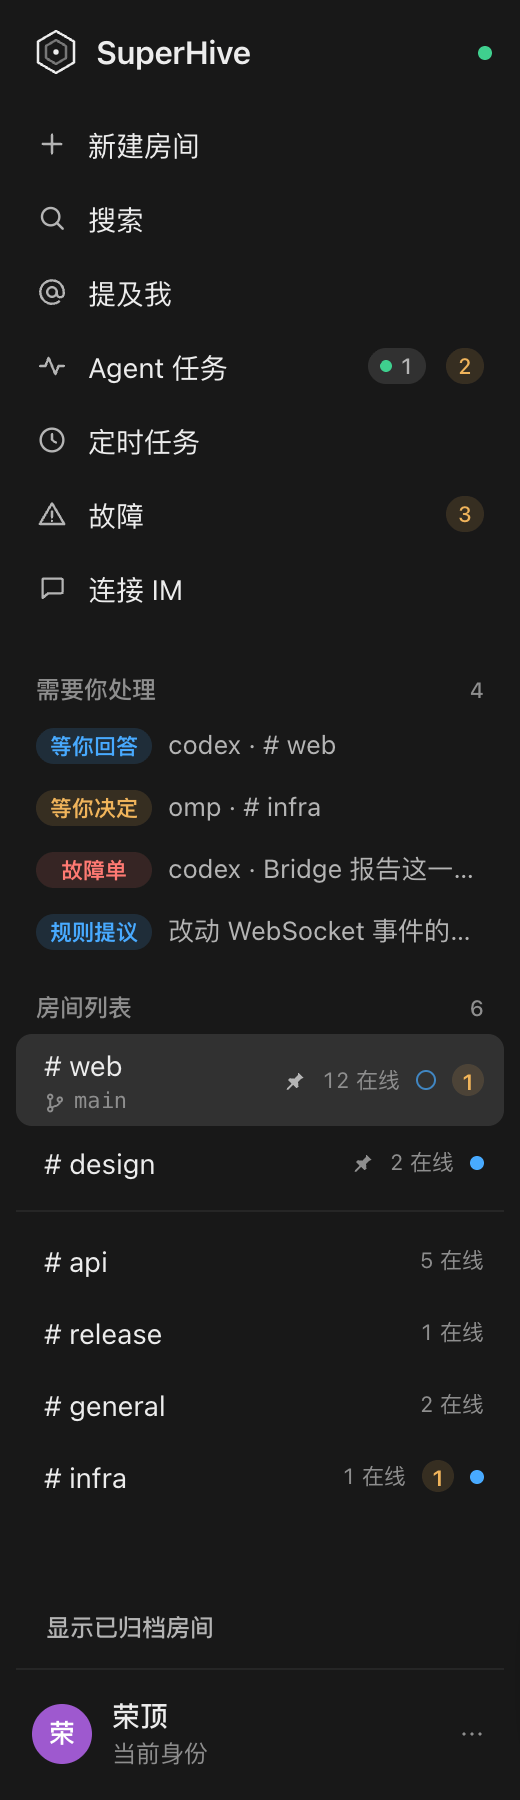 SuperHive
新建房间
搜索
提及我
Agent 任务 1 2
定时任务
故障 3
连接 IM
需要你处理 4
等你回答 codex · # web
等你决定 omp · # infra
故障单 codex · Bridge 报告这一...
规则提议 改动 WebSocket 事件的...
房间列表 6
# web 12 在线 1
main
# design 2 在线
# api 5 在线
# release 1 在线
# general 2 在线
# infra 1 在线 1
显示已归档房间
荣 荣顶
当前身份